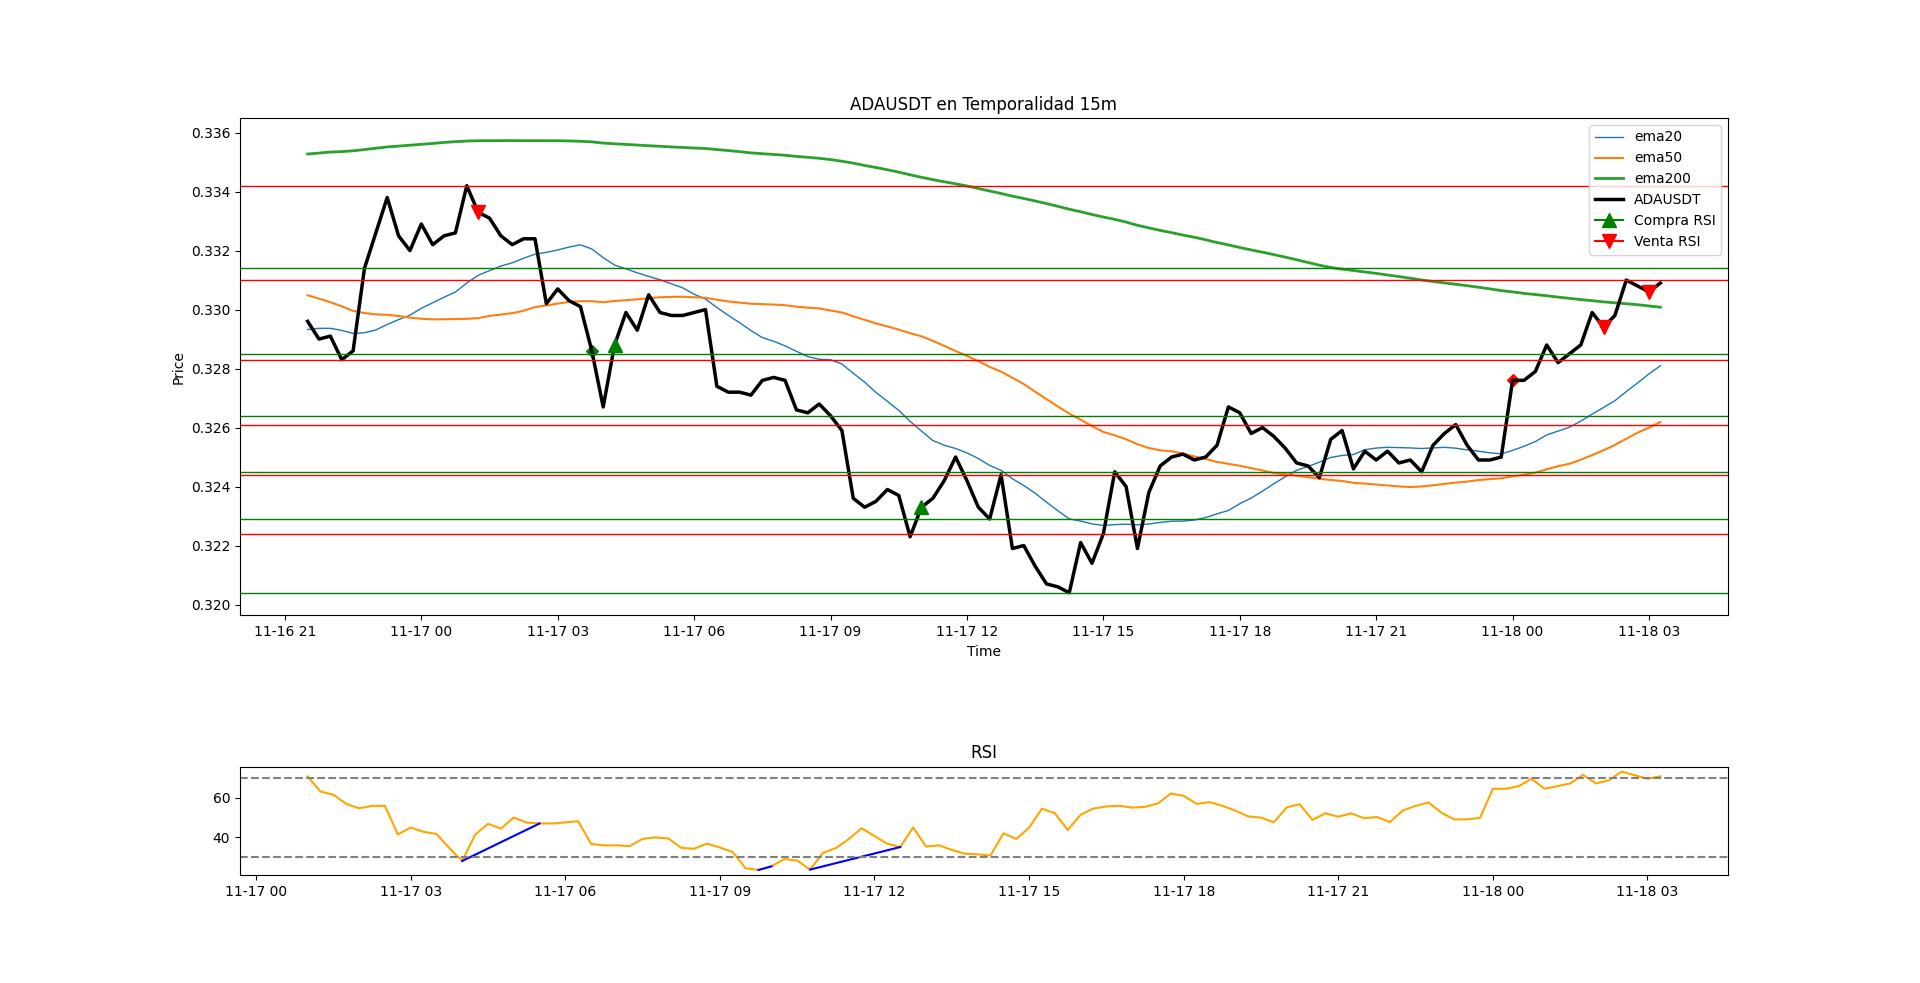 ADAUSDT en Temporalidad 15m
0.336
0.334
0.332
0.330
0.328
0.326
0.324
0.322
0.320
Price
ema20
ema50
ema200
ADAUSDT
Compra RSI
Venta RSI
11-16 21 11-17 00 11-17 03 11-17 06 11-17 09 11-17 12 11-17 15 11-17 18 11-17 21 11-18 00 11-18 03
Time
RSI
60
40
11-17 00 11-17 03 11-17 06 11-17 09 11-17 12 11-17 15 11-17 18 11-17 21 11-18 00 11-18 03